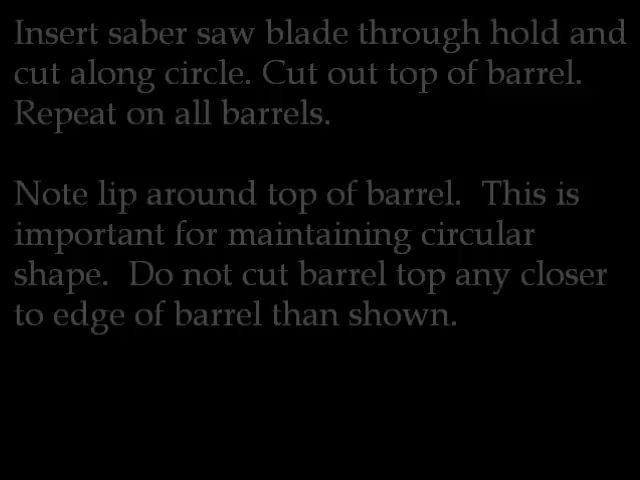 Insert saber saw blade through hold and
cut along circle. Cut out top of barrel.
Repeat on all barrels.
Note lip around top of barrel.  This is
important for maintaining circular
shape.  Do not cut barrel top any closer
to edge of barrel than shown.